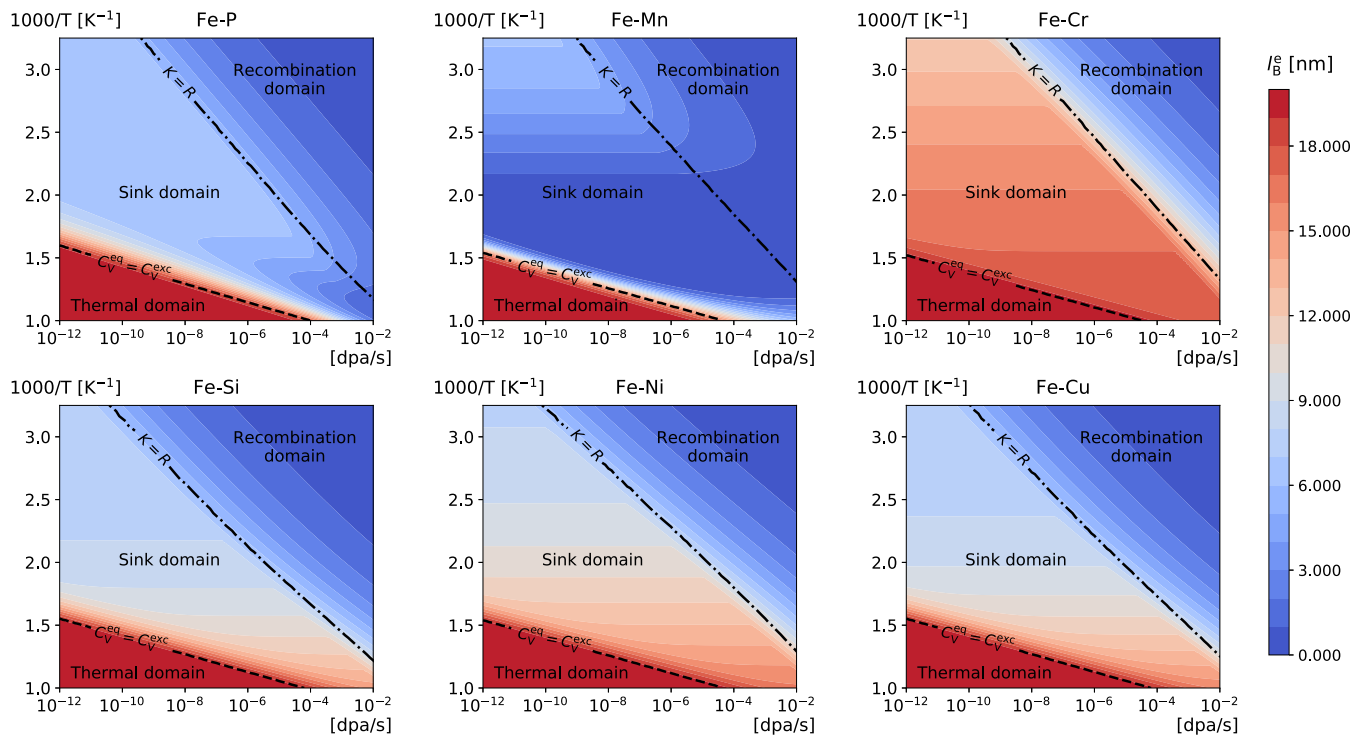 1000/T [K⁻¹] Fe-P
3.0
2.5
2.0
1.5
1.0
Recombination
domain
K = R
Sink domain
C_V^eq = C_V^exc
Thermal domain
10⁻¹² 10⁻¹⁰ 10⁻⁸ 10⁻⁶ 10⁻⁴ 10⁻²
[dpa/s]
1000/T [K⁻¹] Fe-Mn
3.0
2.5
2.0
1.5
1.0
Recombination
domain
K = R
Sink domain
C_V^eq = C_V^exc
Thermal domain
10⁻¹² 10⁻¹⁰ 10⁻⁸ 10⁻⁶ 10⁻⁴ 10⁻²
[dpa/s]
1000/T [K⁻¹] Fe-Cr
3.0
2.5
2.0
1.5
1.0
Recombination
domain
K = R
Sink domain
C_V^eq = C_V^exc
Thermal domain
10⁻¹² 10⁻¹⁰ 10⁻⁸ 10⁻⁶ 10⁻⁴ 10⁻²
[dpa/s]
1000/T [K⁻¹] Fe-Si
3.0
2.5
2.0
1.5
1.0
Recombination
domain
K = R
Sink domain
C_V^eq = C_V^exc
Thermal domain
10⁻¹² 10⁻¹⁰ 10⁻⁸ 10⁻⁶ 10⁻⁴ 10⁻²
[dpa/s]
1000/T [K⁻¹] Fe-Ni
3.0
2.5
2.0
1.5
1.0
Recombination
domain
K = R
Sink domain
C_V^eq = C_V^exc
Thermal domain
10⁻¹² 10⁻¹⁰ 10⁻⁸ 10⁻⁶ 10⁻⁴ 10⁻²
[dpa/s]
1000/T [K⁻¹] Fe-Cu
3.0
2.5
2.0
1.5
1.0
Recombination
domain
K = R
Sink domain
C_V^eq = C_V^exc
Thermal domain
10⁻¹² 10⁻¹⁰ 10⁻⁸ 10⁻⁶ 10⁻⁴ 10⁻²
[dpa/s]
l_B^e [nm]
18.000
15.000
12.000
9.000
6.000
3.000
0.000